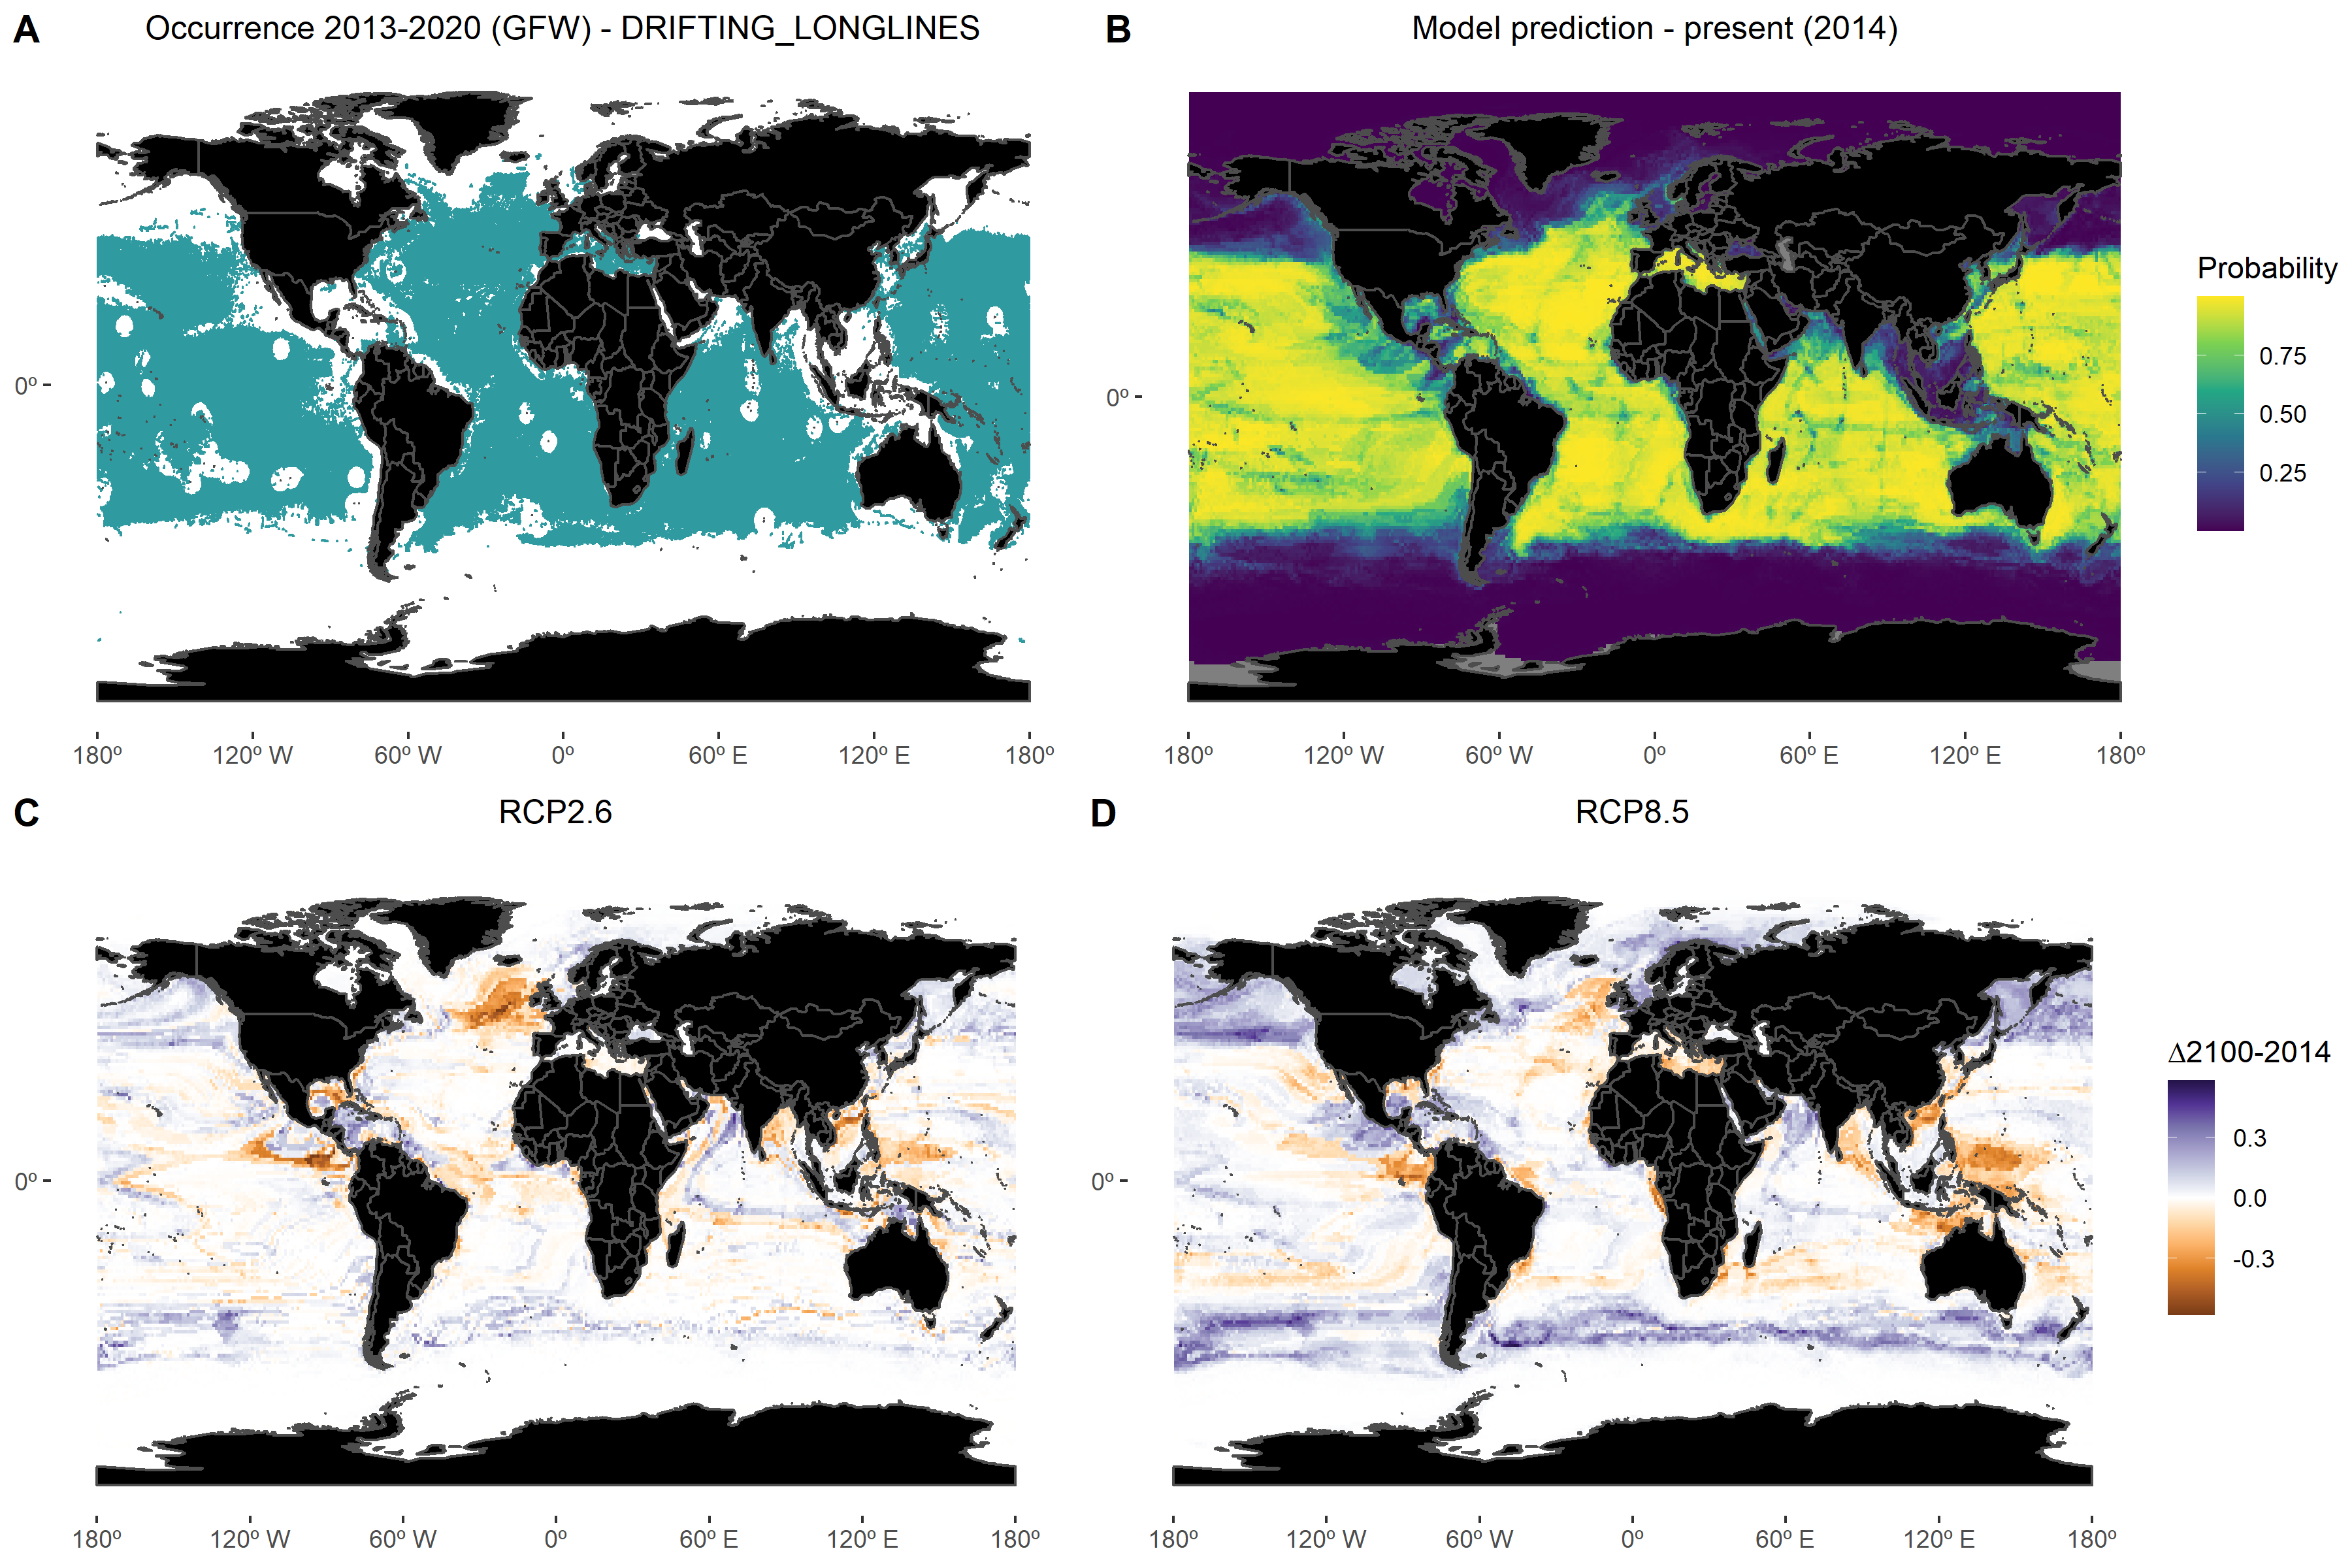 A
Occurrence 2013-2020 (GFW) - DRIFTING_LONGLINES
0º
180º
120º W
60º W
0º
60º E
120º E
180º
B
Model prediction - present (2014)
0º
180º
120º W
60º W
0º
60º E
120º E
180º
Probability
0.75
0.50
0.25
C
RCP2.6
0º
180º
120º W
60º W
0º
60º E
120º E
180º
D
RCP8.5
0º
180º
120º W
60º W
0º
60º E
120º E
180º
Δ2100-2014
0.3
0.0
-0.3